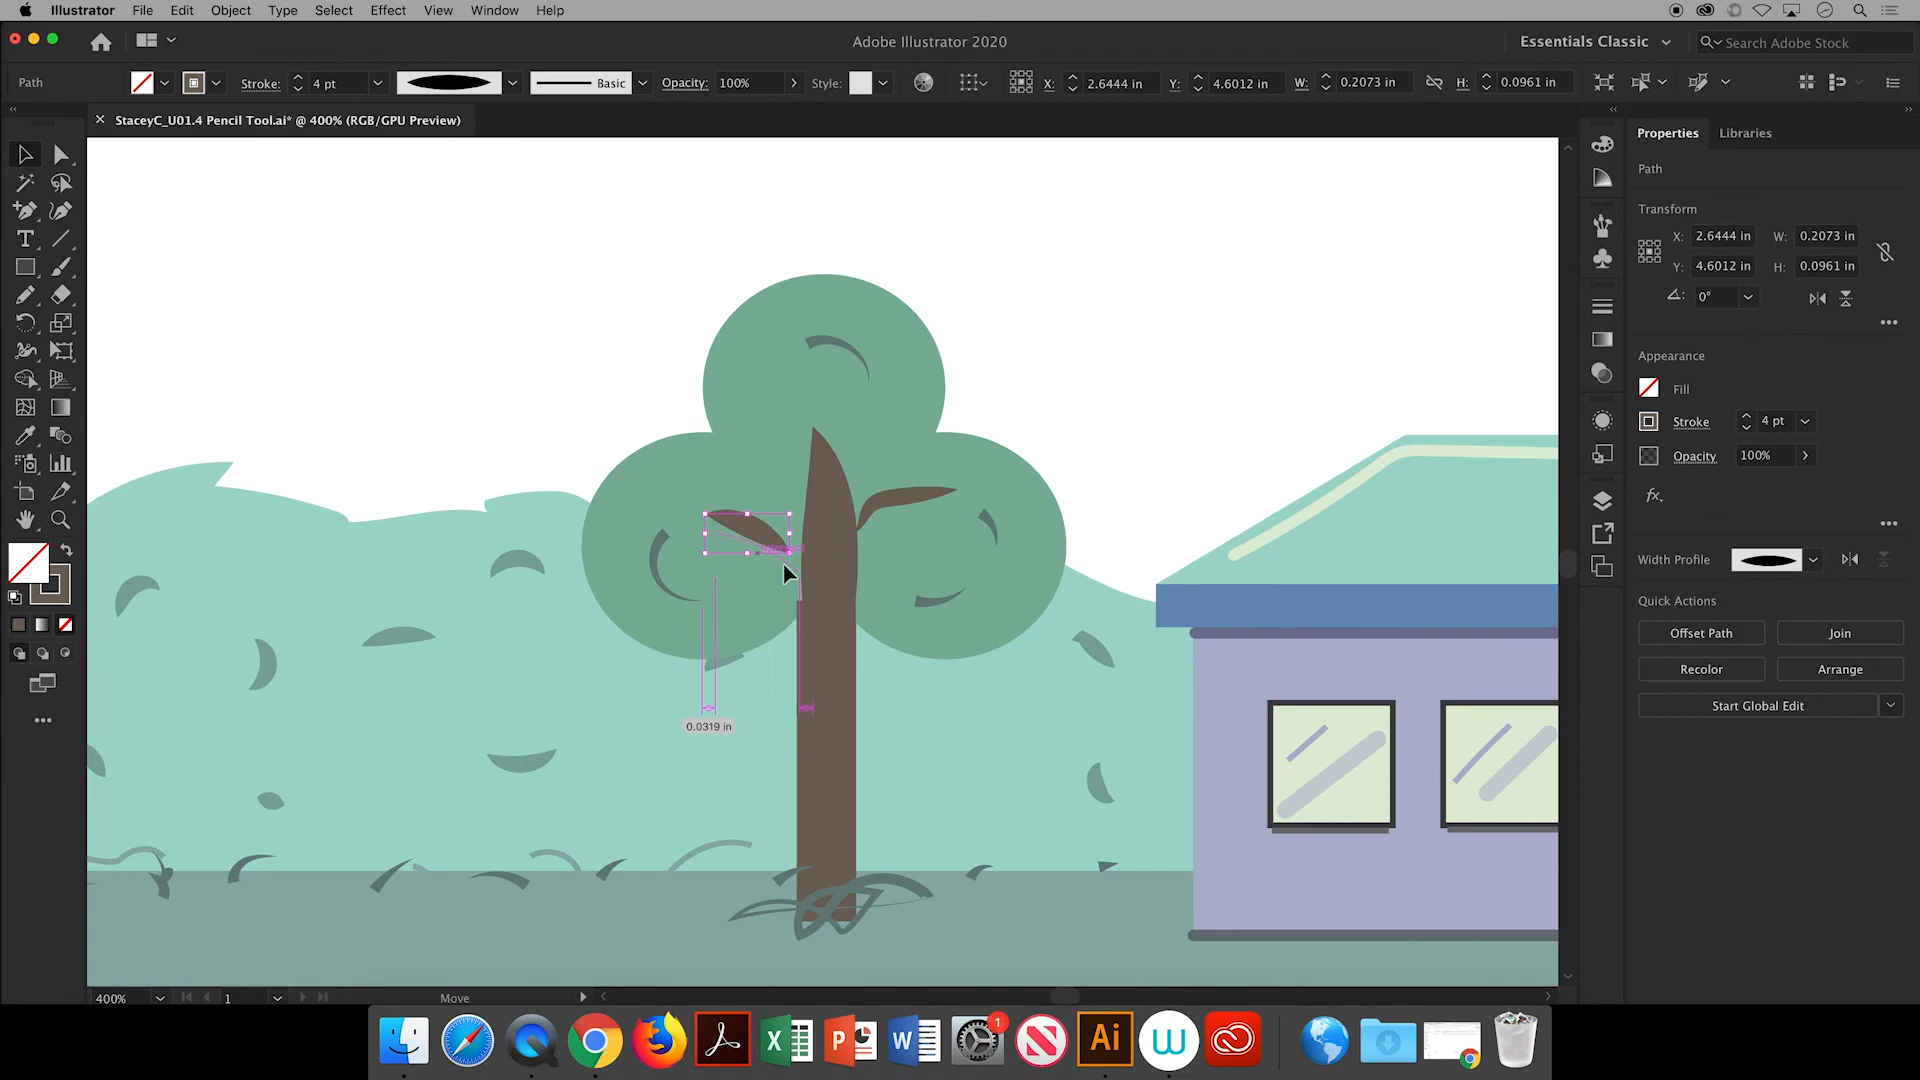 Illustrator File Edit Object Type Select Effect View Window Help
Adobe Illustrator 2020
Essentials Classic
Search Adobe Stock
Path
Stroke: 4 pt Basic Opacity: 100% Style: X: 2.6444 in Y: 4.6012 in W: 0.2073 in H: 0.0961 in
× StaceyC_U01.4 Pencil Tool.ai* @ 400% (RGB/GPU Preview)
Properties Libraries
Path
Transform
X: 2.6444 in W: 0.2073 in
Y: 4.6012 in H: 0.0961 in
0°
Appearance
Fill
Stroke 4 pt
Opacity 100%
fx.
Width Profile
Quick Actions
Offset Path Join
Recolor Arrange
Start Global Edit
0.0319 in
400% 1 Move
1
X P W Ai W